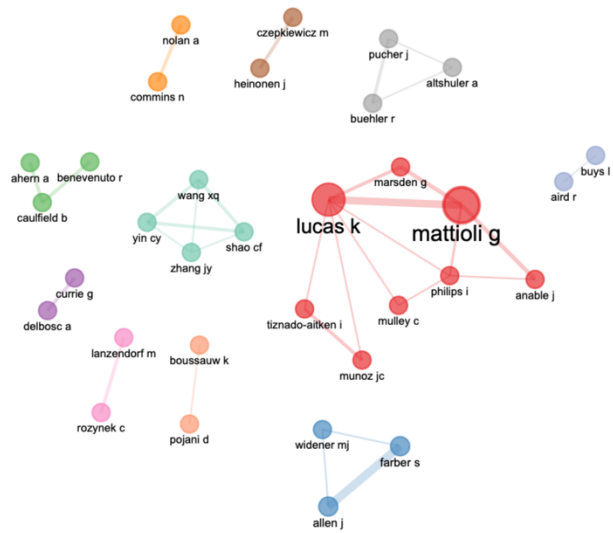 czepkiewicz m
nolan a
pucher j
heinonen j
altshuler a
commins n
buehler r
buys l
ahern a
benevenuto r
marsden g
wang xq
aird r
caulfield b
lucas k
mattioli g
yin cy
shao cf
zhang jy
currie g
philips i
anable j
delbosc a
tiznado-aitken i
mulley c
lanzendorf m
boussauw k
munoz jc
rozynek c
pojani d
widener mj
farber s
allen j